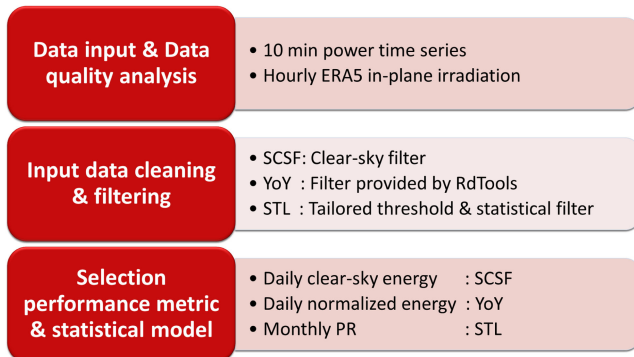 Data input & Data
quality analysis
• 10 min power time series
• Hourly ERA5 in-plane irradiation
Input data cleaning
& filtering
• SCSF: Clear-sky filter
• YoY : Filter provided by RdTools
• STL : Tailored threshold & statistical filter
Selection
performance metric
& statistical model
• Daily clear-sky energy : SCSF
• Daily normalized energy : YoY
• Monthly PR : STL